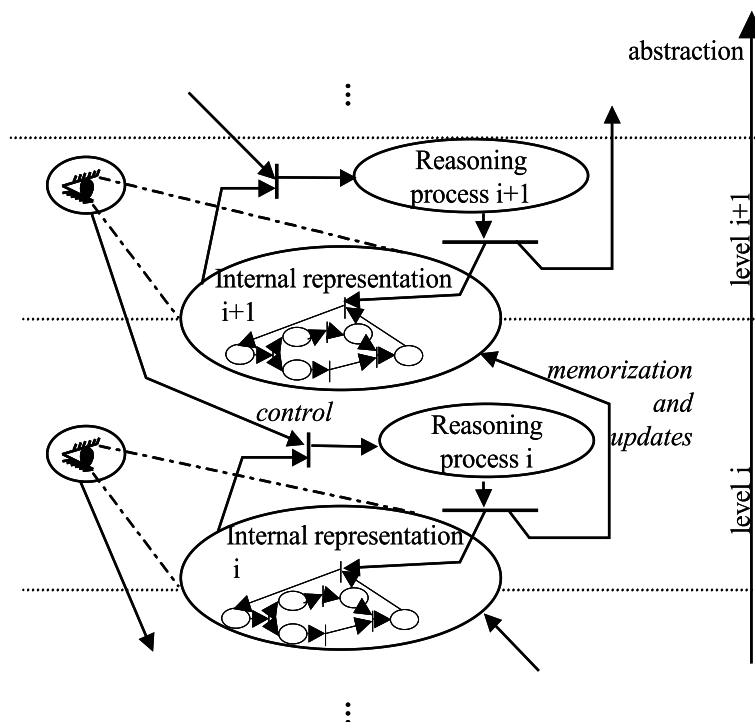 abstraction
Reasoning
process i+1
level i+1
Internal representation
i+1
memorization
and
updates
control
Reasoning
process i
level i
Internal representation
i